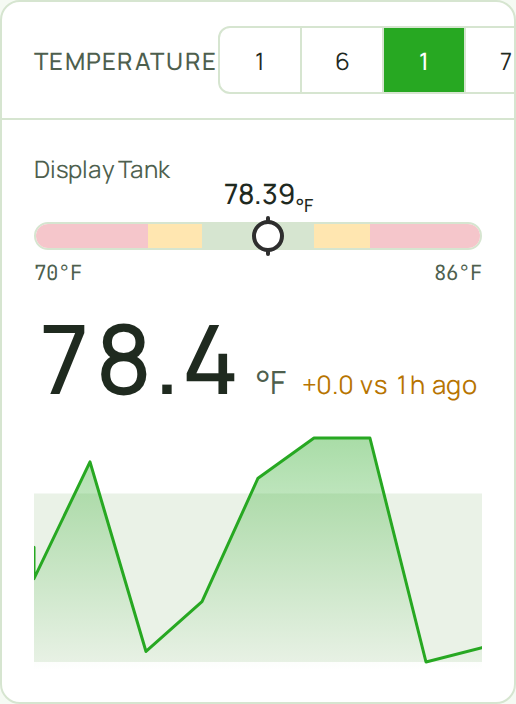 TEMPERATURE 1 6 1 7
Display Tank
78.39°F
70°F 86°F
78.4 °F +0.0 vs 1h ago